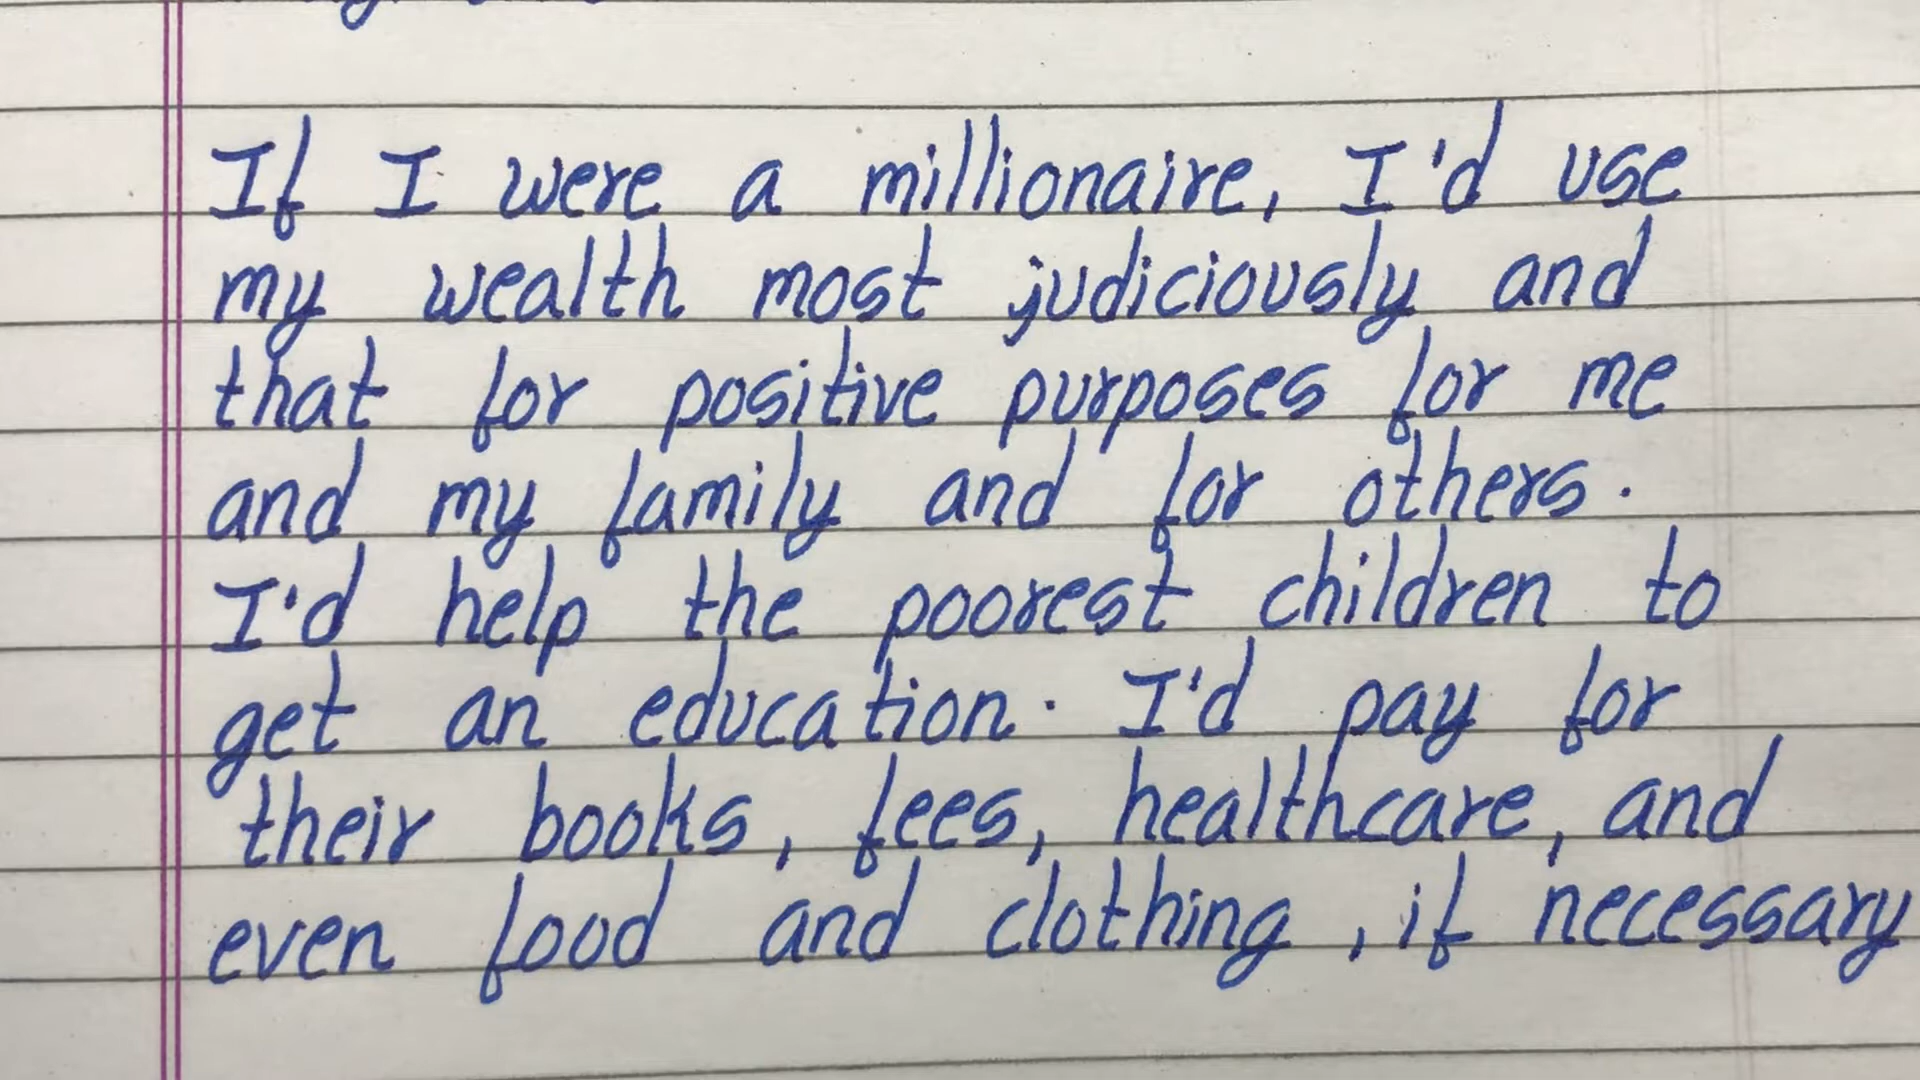 If I were a millionaire, I'd use
my wealth most judiciously and
that for positive purposes for me
and my family and for others.
I'd help the poorest children to
get an education. I'd pay for
their books, fees, healthcare, and
even food and clothing, if necessary